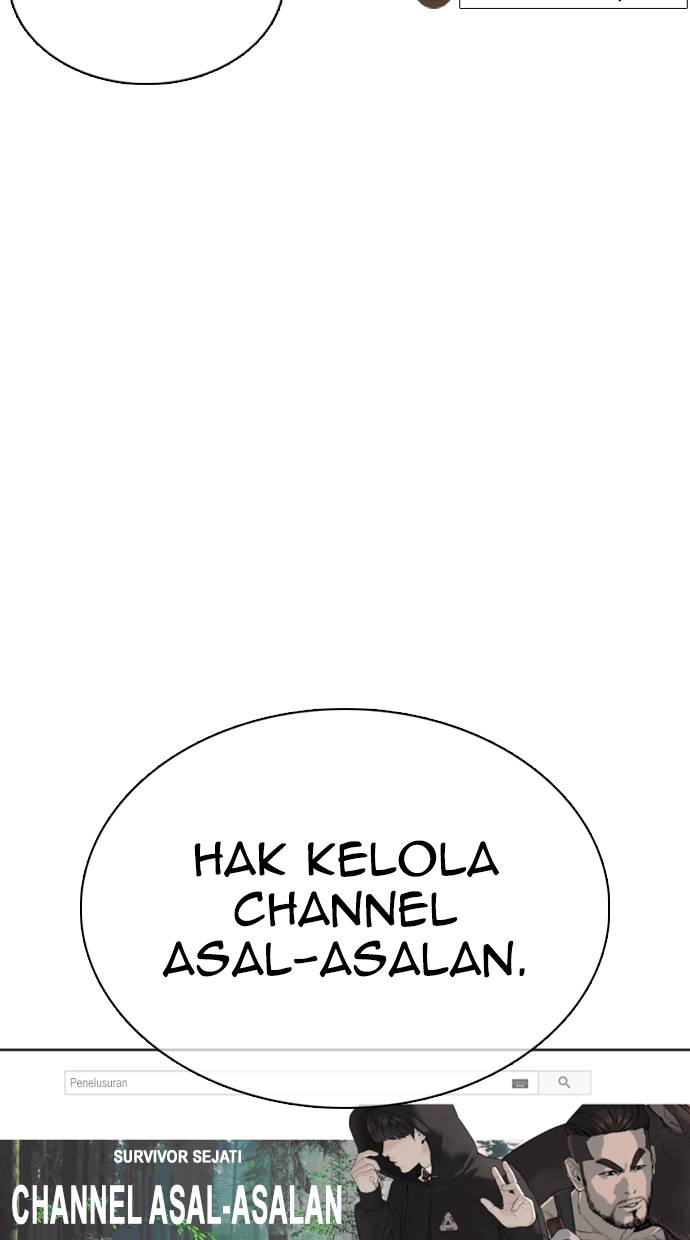 HAK KELOLA
CHANNEL
ASAL-ASALAN.
Penelusuran
SURVIVOR SEJATI
CHANNEL ASAL-ASALAN